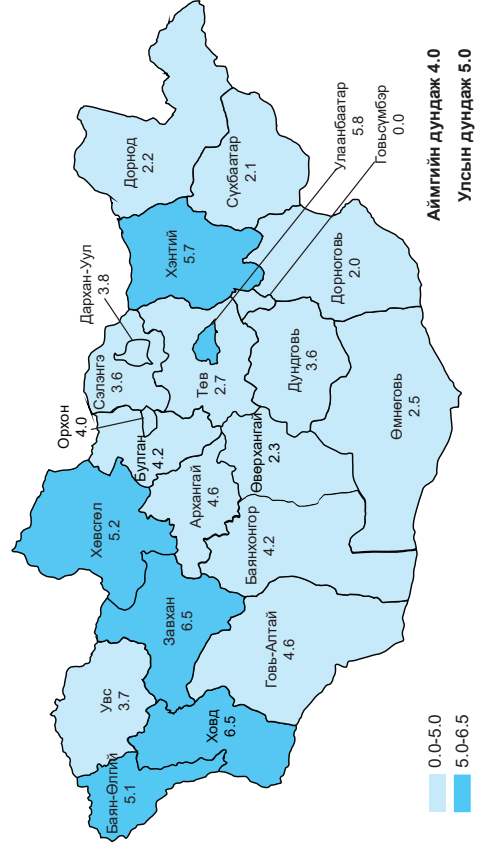 Баян-Өлгий
5.1
Увс
3.7
Ховд
6.5
Завхан
6.5
Говь-Алтай
4.6
Хөвсгөл
5.2
Орхон
4.0
Булган
4.2
Архангай
4.6
Баянхонгор
4.2
Өверхангай
2.3
Сэлэнгэ
3.6
Дархан-Уул
3.8
Төв
2.7
Дундговь
3.6
Өмнөговь
2.5
Хэнтий
5.7
Дорнод
2.2
Сүхбаатар
2.1
Дорноговь
2.0
Улаанбаатар
5.8
Говьсүмбэр
0.0
0.0-5.0
5.0-6.5
Аймгийн дундаж 4.0
Улсын дундаж 5.0